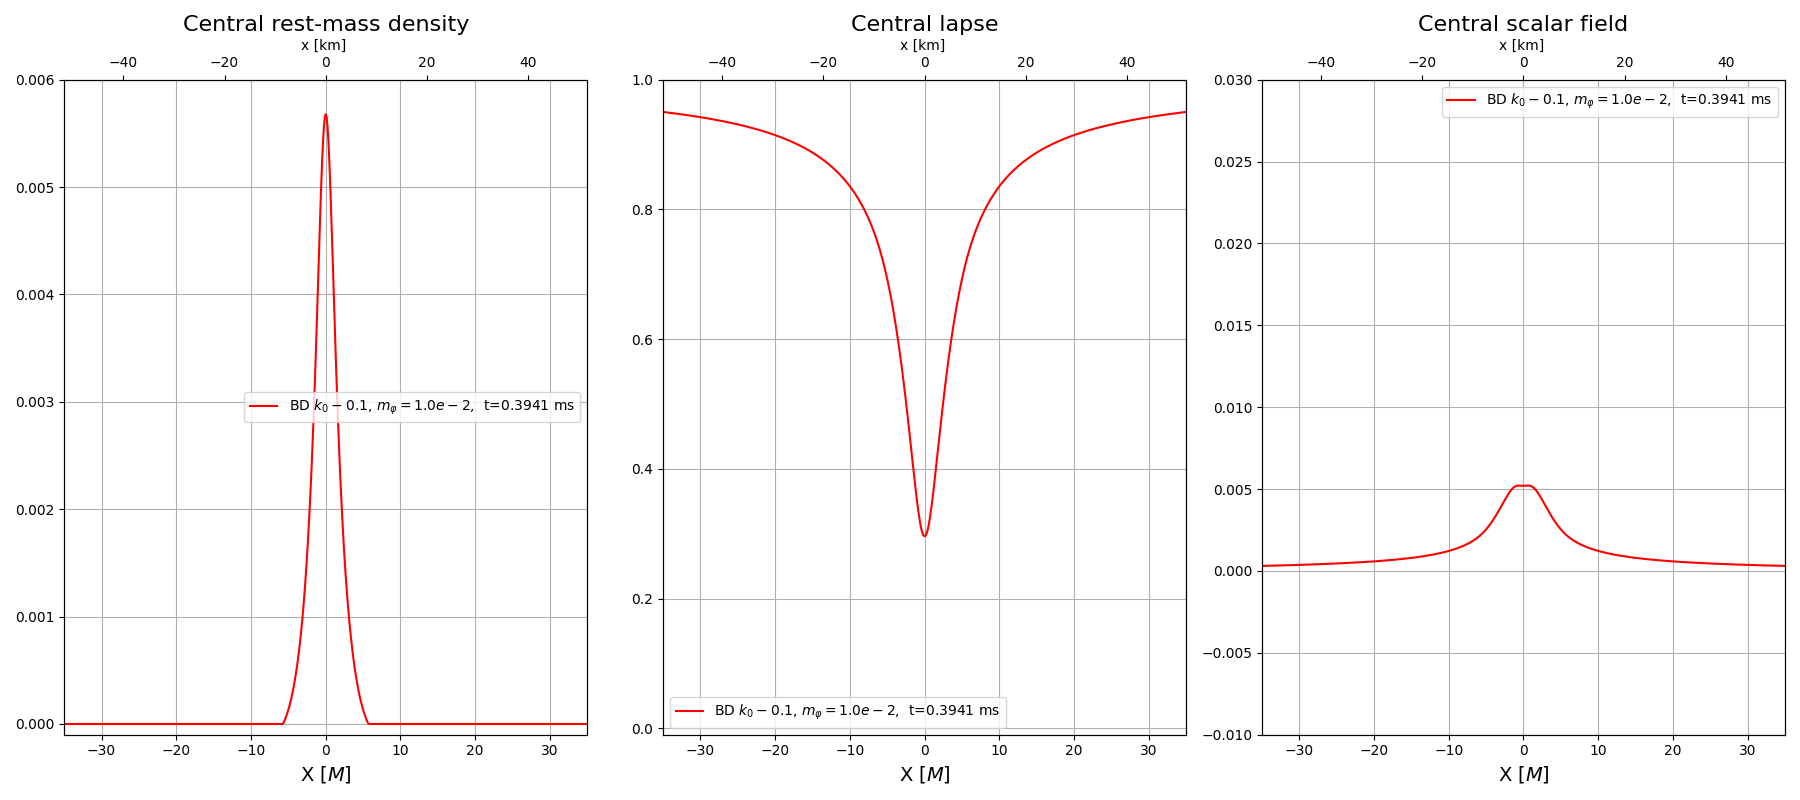 Central rest-mass density
x [km]
−40 −20 0 20 40
0.006
0.005
0.004
0.003
0.002
0.001
0.000
BD k₀ − 0.1, mᵩ = 1.0e − 2, t=0.3941 ms
−30 −20 −10 0 10 20 30
X [M]
Central lapse
x [km]
−40 −20 0 20 40
1.0
0.8
0.6
0.4
0.2
0.0
BD k₀ − 0.1, mᵩ = 1.0e − 2, t=0.3941 ms
−30 −20 −10 0 10 20 30
X [M]
Central scalar field
x [km]
−40 −20 0 20 40
0.030
0.025
0.020
0.015
0.010
0.005
0.000
−0.005
−0.010
BD k₀ − 0.1, mᵩ = 1.0e − 2, t=0.3941 ms
−30 −20 −10 0 10 20 30
X [M]